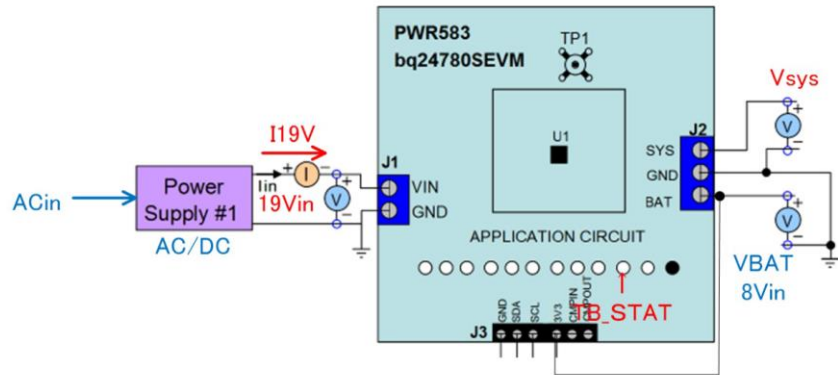 PWR583
bq24780SEVM
TP1
Vsys
I19V
J1
U1
J2
SYS
V
Power
Supply #1
Iin
+
I
-
+
V
-
19Vin
VIN
GND
GND
BAT
+
-
ACin
AC/DC
APPLICATION CIRCUIT
+
V
-
VBAT
8Vin
TB_STAT
J3
GND
SDA
SCL
3V3
CMPIN
CMPOUT